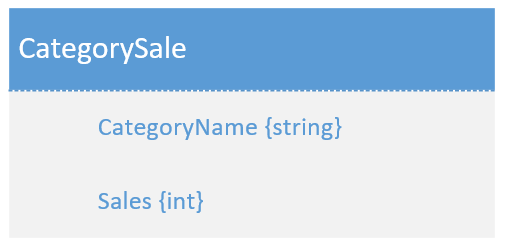 CategorySale
CategoryName {string}
Sales {int}